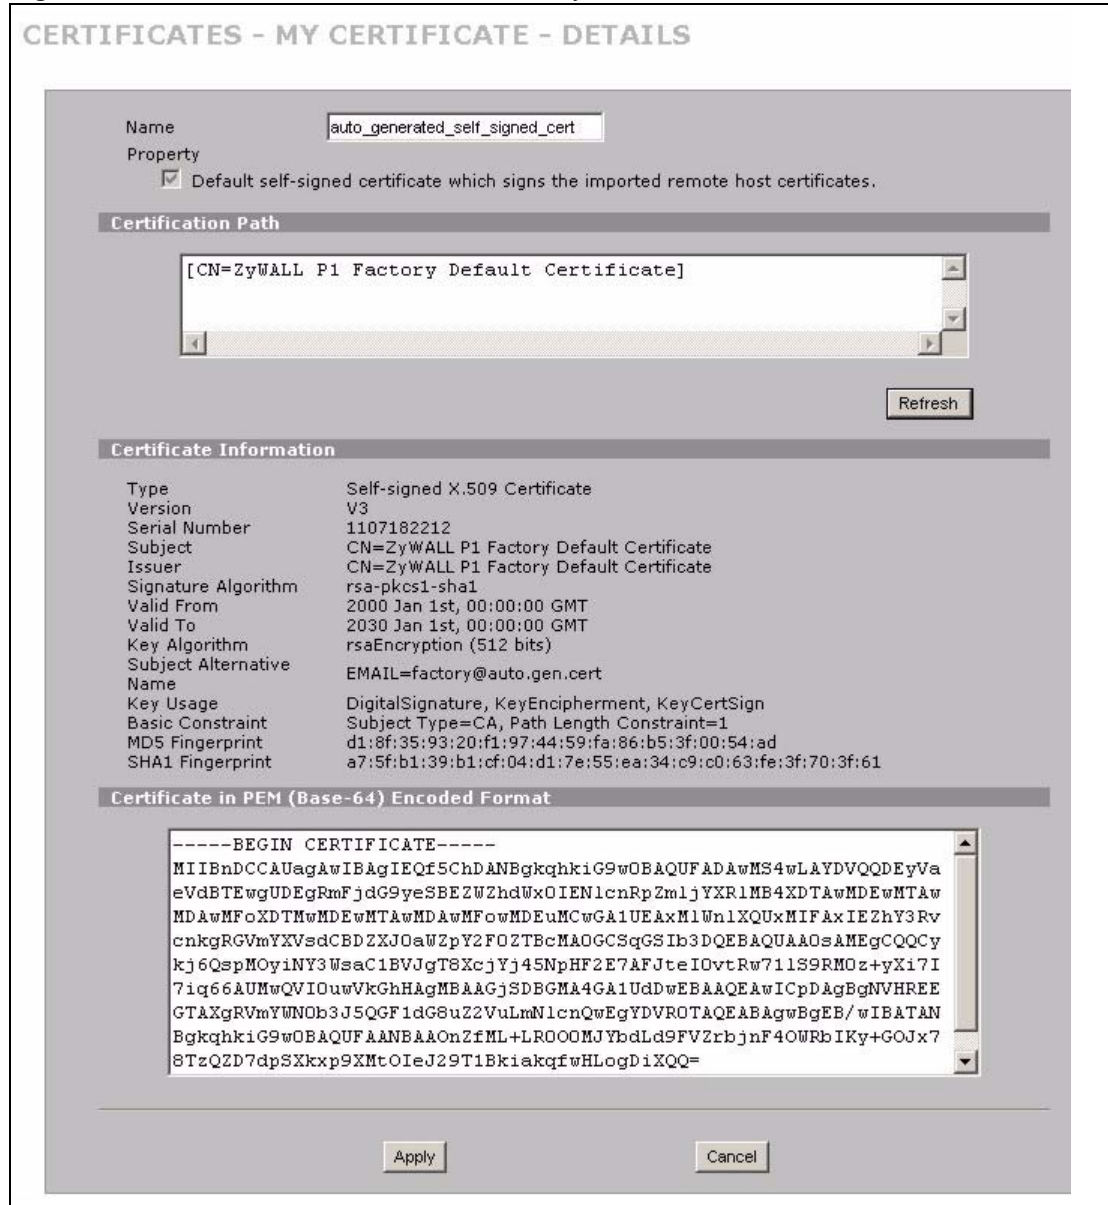 CERTIFICATES - MY CERTIFICATE - DETAILS
Name auto_generated_self_signed_cert
Property
Default self-signed certificate which signs the imported remote host certificates.
Certification Path
[CN=ZyWALL P1 Factory Default Certificate]
Refresh
Certificate Information
Type Self-signed X.509 Certificate
Version V3
Serial Number 1107182212
Subject CN=ZyWALL P1 Factory Default Certificate
Issuer CN=ZyWALL P1 Factory Default Certificate
Signature Algorithm rsa-pkcs1-sha1
Valid From 2000 Jan 1st, 00:00:00 GMT
Valid To 2030 Jan 1st, 00:00:00 GMT
Key Algorithm rsaEncryption (512 bits)
Subject Alternative
Name EMAIL=factory@auto.gen.cert
Key Usage DigitalSignature, KeyEncipherment, KeyCertSign
Basic Constraint Subject Type=CA, Path Length Constraint=1
MD5 Fingerprint d1:8f:35:93:20:f1:97:44:59:fa:86:b5:3f:00:54:ad
SHA1 Fingerprint a7:5f:b1:39:b1:cf:04:d1:7e:55:ea:34:c9:c0:63:fe:3f:70:3f:61
Certificate in PEM (Base-64) Encoded Format
-----BEGIN CERTIFICATE-----
MIIBnDCCAUagAwIBAgIEQf5ChDANBgkqhkiG9w0BAQUFADAwMS4wLAYDVQQDEyVa
eVdBTEwgUDEgRmFjdG9yeSBEZWZhdWx0IENlcnRpZmljYXRlMB4XDTAwMDEwMTAw
MDAwMFoXDTMwMDEwMTAwMDAwMFowMDEuMCwGA1UEAxMlWnlXQUxMIFAxIEZhY3Rv
cnkgRGVmYXVsdCBDZXJ0aWZpY2F0ZTBcMA0GCSqGSIb3DQEBAQUAA0sAMEgCQQCy
kj6QspMOyiNY3WsaC1BVJgT8XcjYj45NpHF2E7AFJteI0vtRw71lS9RM0z+yXi7I
7iq66AUMwQVI0uwVkGhHAgMBAAGjSDBGMA4GA1UdDwEBAAQEAwICpDAgBgNVHREE
GTAXgRVmYWN0b3J5QGF1dG8uZ2VuLmNlcnQwEgYDVR0TAQEABAgwBgEB/wIBATAN
BgkqhkiG9w0BAQUFAANBAAOnZfML+LRO0OMJYbdLd9FVZrbjnF4OWRbIKy+GOJx7
8TzQZD7dpSXkxp9XMtOIeJ29T1BkiakqfwHLogDiXQQ=
Apply Cancel